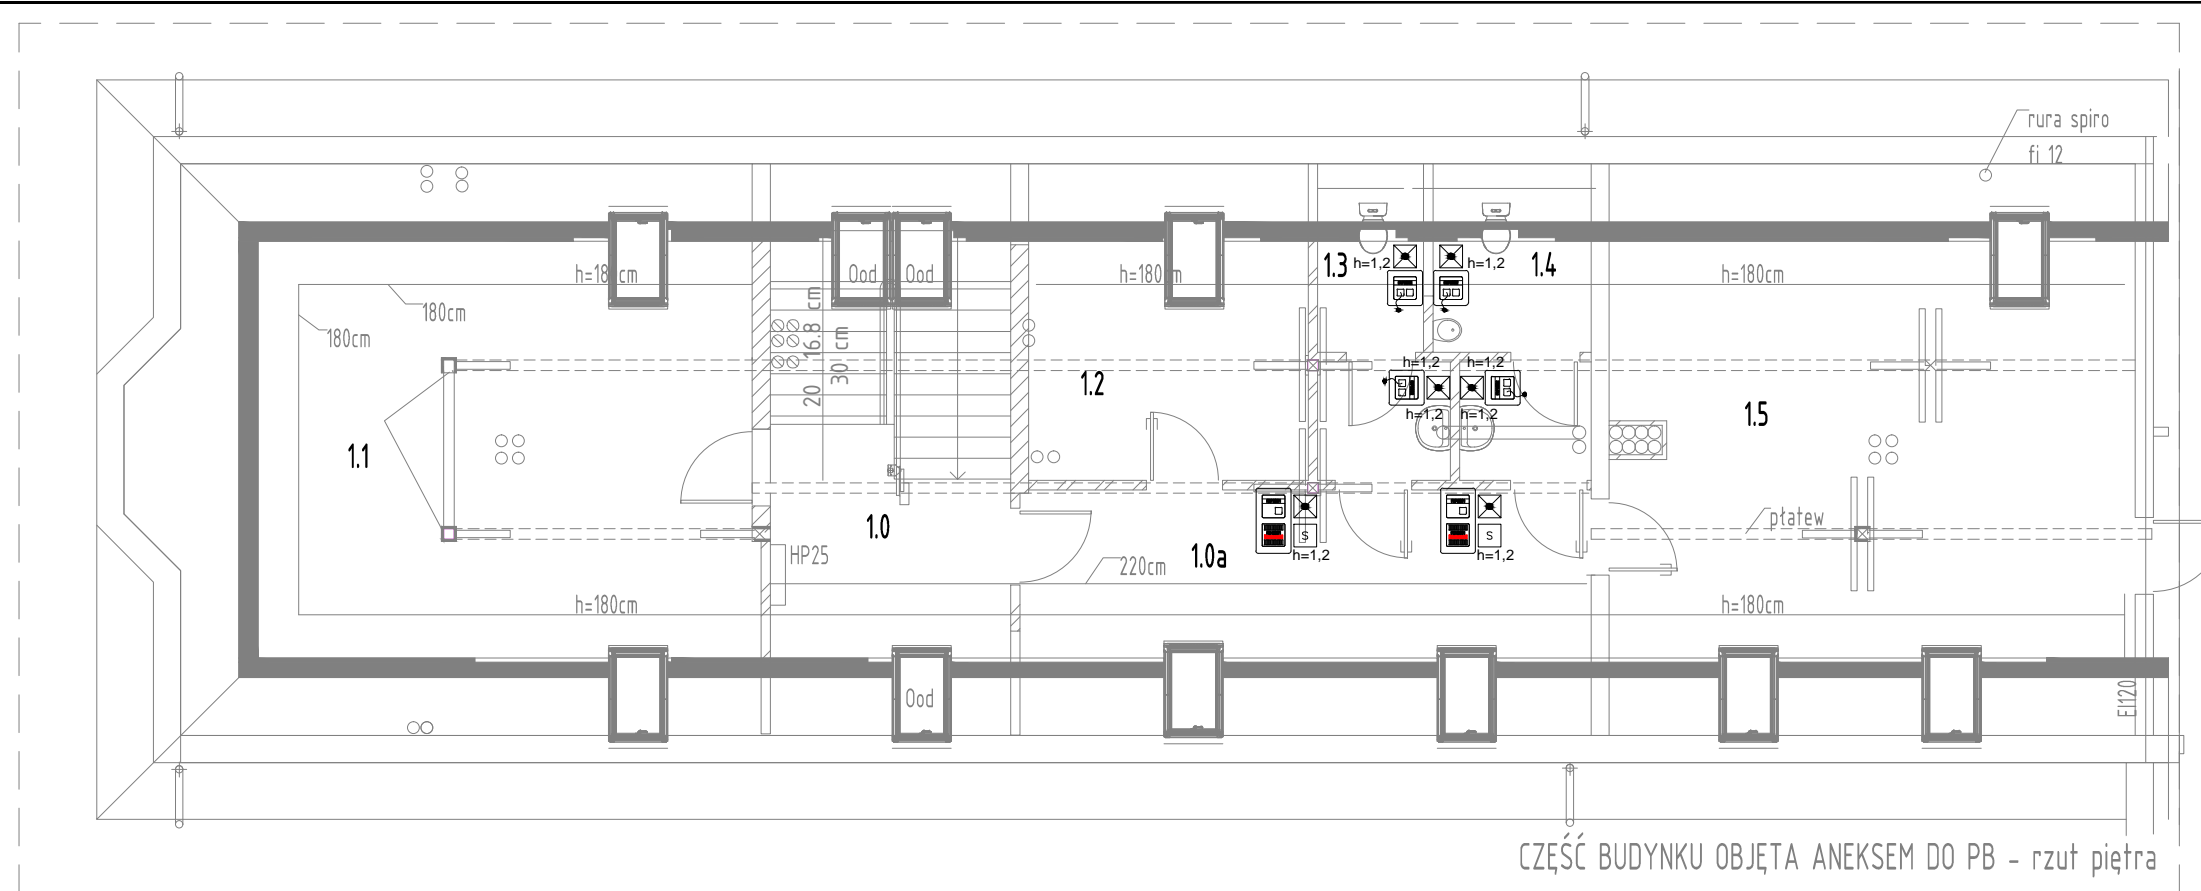 rura spiro
fi 12
h=180cm
Ood
Ood
h=180cm
1.3
h=1,2
h=1,2
1.4
h=180cm
180cm
180cm
20 16.8 cm
30 cm
h=1,2
h=1,2
1.2
h=1,2
h=1,2
1.5
1.1
1.0
płatew
S
S
HP25
1.0a
h=1,2
h=1,2
220cm
h=180cm
h=180cm
Ood
EI120
CZĘŚĆ BUDYNKU OBJĘTA ANEKSEM DO PB - rzut piętra